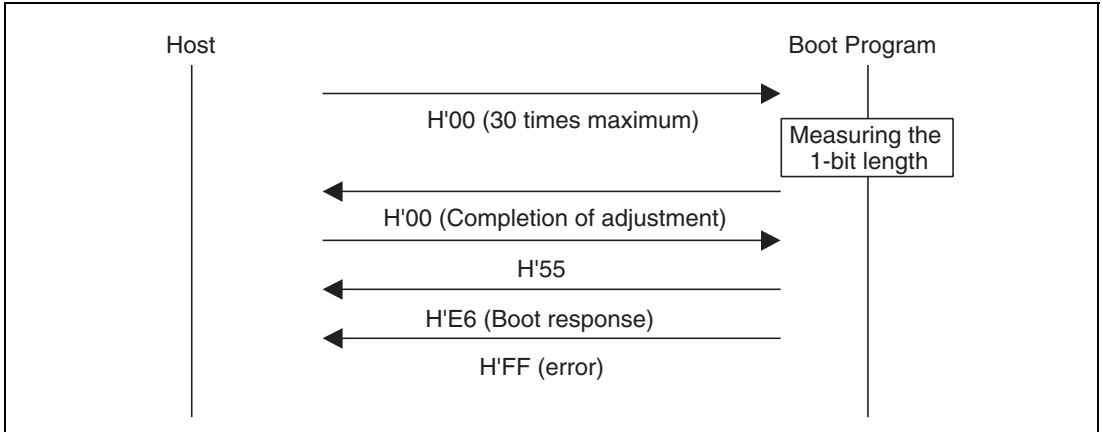 Host
Boot Program
H'00 (30 times maximum)
Measuring the
1-bit length
H'00 (Completion of adjustment)
H'55
H'E6 (Boot response)
H'FF (error)